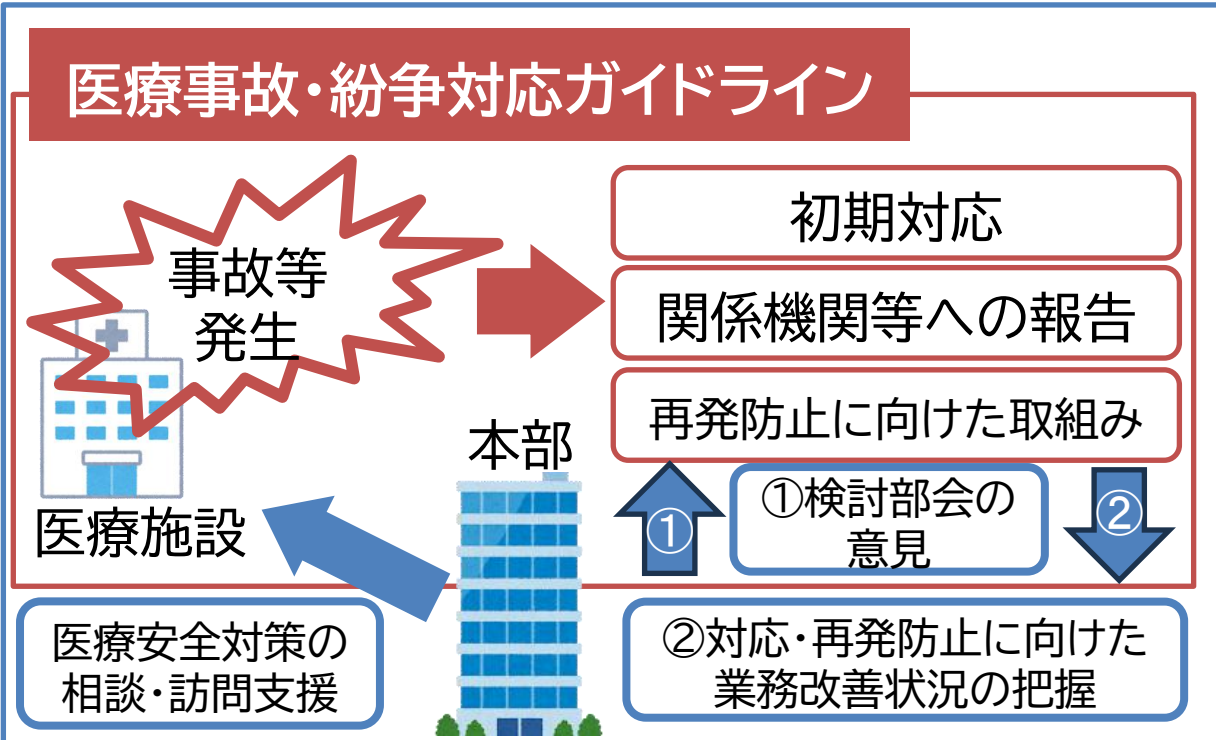 医療事故・紛争対応ガイドライン
事故等
発生
医療施設
初期対応
関係機関等への報告
再発防止に向けた取組み
本部
①
①検討部会の
意見
②
医療安全対策の
相談・訪問支援
②対応・再発防止に向けた
業務改善状況の把握